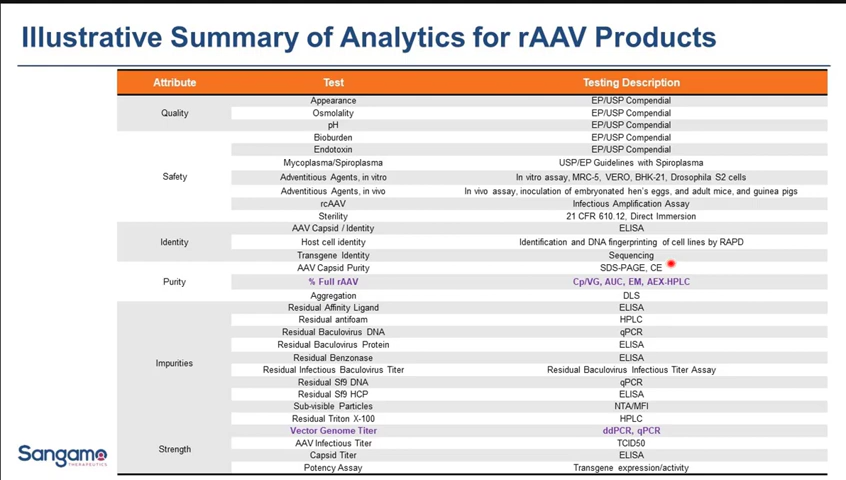 Illustrative Summary of Analytics for rAAV Products
Attribute Test Testing Description
Quality
Appearance EP/USP Compendial
Osmolality EP/USP Compendial
pH EP/USP Compendial
Safety
Bioburden EP/USP Compendial
Endotoxin EP/USP Compendial
Mycoplasma/Spiroplasma USP/EP Guidelines with Spiroplasma
Adventitious Agents, in vitro In vitro assay, MRC-5, VERO, BHK-21, Drosophila S2 cells
Adventitious Agents, in vivo In vivo assay, inoculation of embryonated hen's eggs, and adult mice, and guinea pigs
rcAAV Infectious Amplification Assay
Sterility 21 CFR 610.12, Direct Immersion
Identity
AAV Capsid / Identity ELISA
Host cell identity Identification and DNA fingerprinting of cell lines by RAPD
Transgene Identity Sequencing
Purity
AAV Capsid Purity SDS-PAGE, CE
% Full rAAV Cp/VG, AUC, EM, AEX-HPLC
Aggregation DLS
Impurities
Residual Affinity Ligand ELISA
Residual antifoam HPLC
Residual Baculovirus DNA qPCR
Residual Baculovirus Protein ELISA
Residual Benzonase ELISA
Residual Infectious Baculovirus Titer Residual Baculovirus Infectious Titer Assay
Residual Sf9 DNA qPCR
Residual Sf9 HCP ELISA
Sub-visible Particles NTA/MFI
Residual Triton X-100 HPLC
Strength
Vector Genome Titer ddPCR, qPCR
AAV Infectious Titer TCID50
Capsid Titer ELISA
Potency Assay Transgene expression/activity
Sangamo
THERAPEUTICS